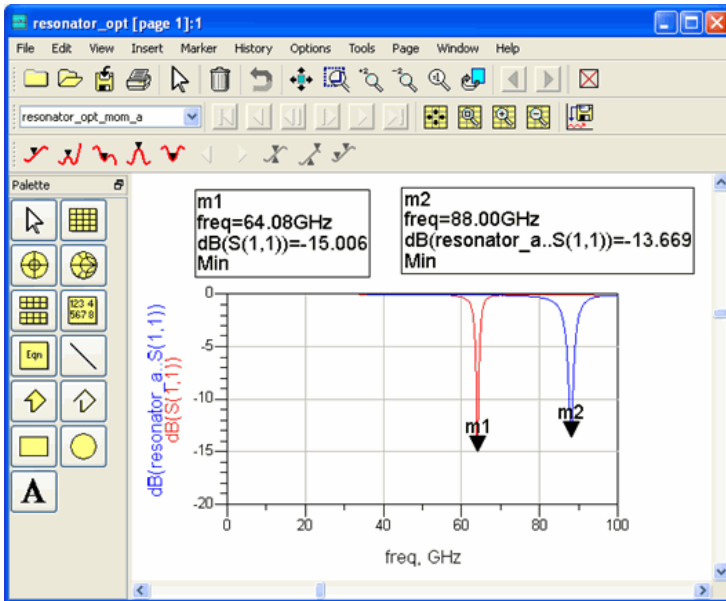 resonator_opt [page 1]:1
File Edit View Insert Marker History Options Tools Page Window Help
resonator_opt_mom_a
Palette
123 4
567 8
Eqn
A
m1
freq=64.08GHz
dB(S(1,1))=-15.006
Min
m2
freq=88.00GHz
dB(resonator_a..S(1,1))=-13.669
Min
dB(resonator_a..S(1,1))
dB(S(1,1))
0
-5
-10
-15
-20
m1
m2
0 20 40 60 80 100
freq, GHz